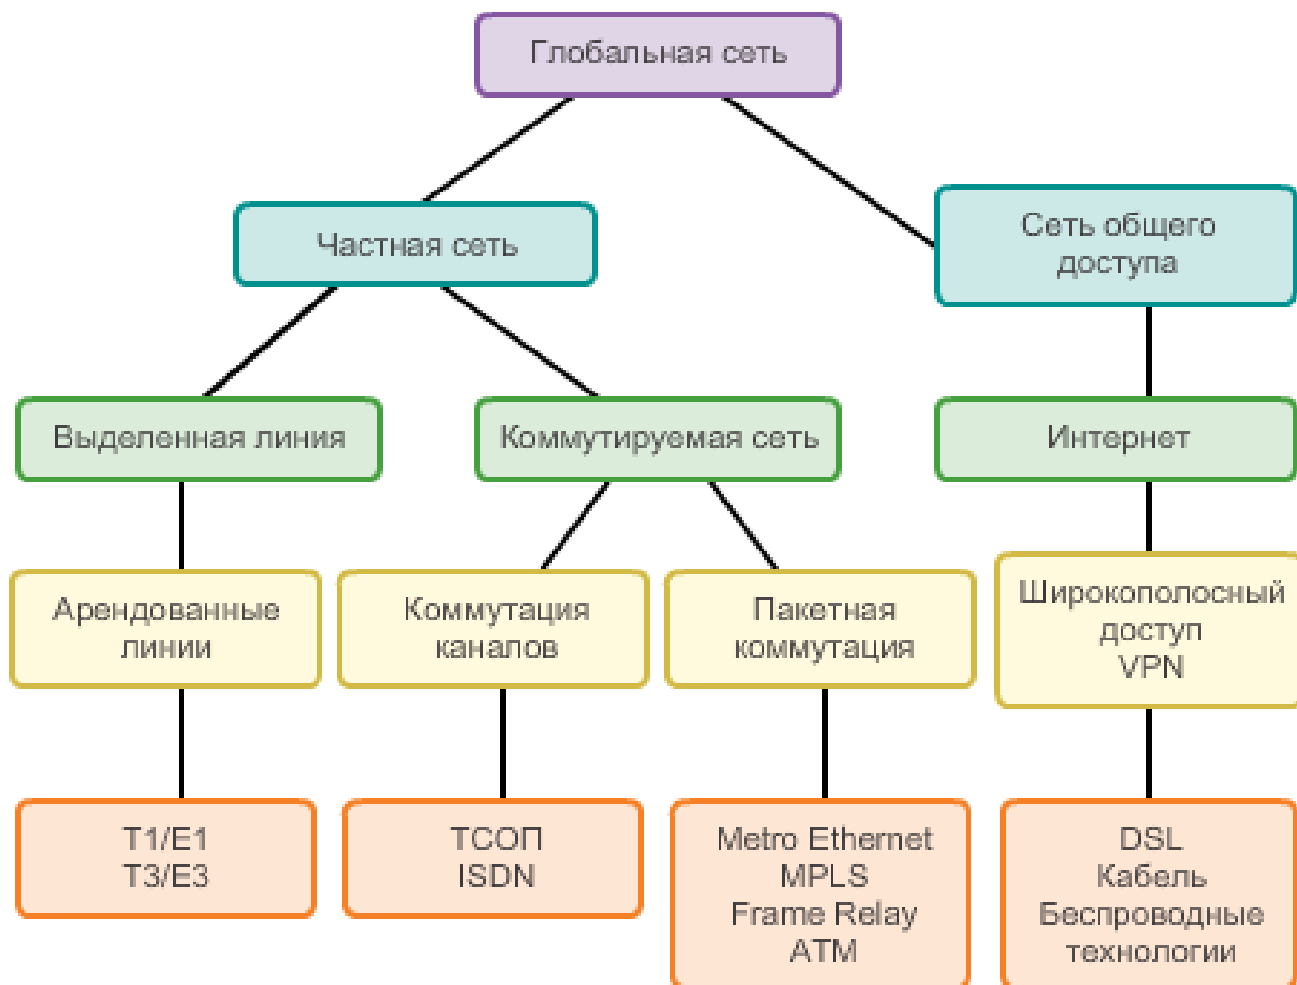 Глобальная сеть
Частная сеть
Сеть общего
доступа
Выделенная линия
Коммутируемая сеть
Интернет
Арендованные
линии
Коммутация
каналов
Пакетная
коммутация
Широкополосный
доступ
VPN
T1/E1
T3/E3
ТСОП
ISDN
Metro Ethernet
MPLS
Frame Relay
ATM
DSL
Кабель
Беспроводные
технологии